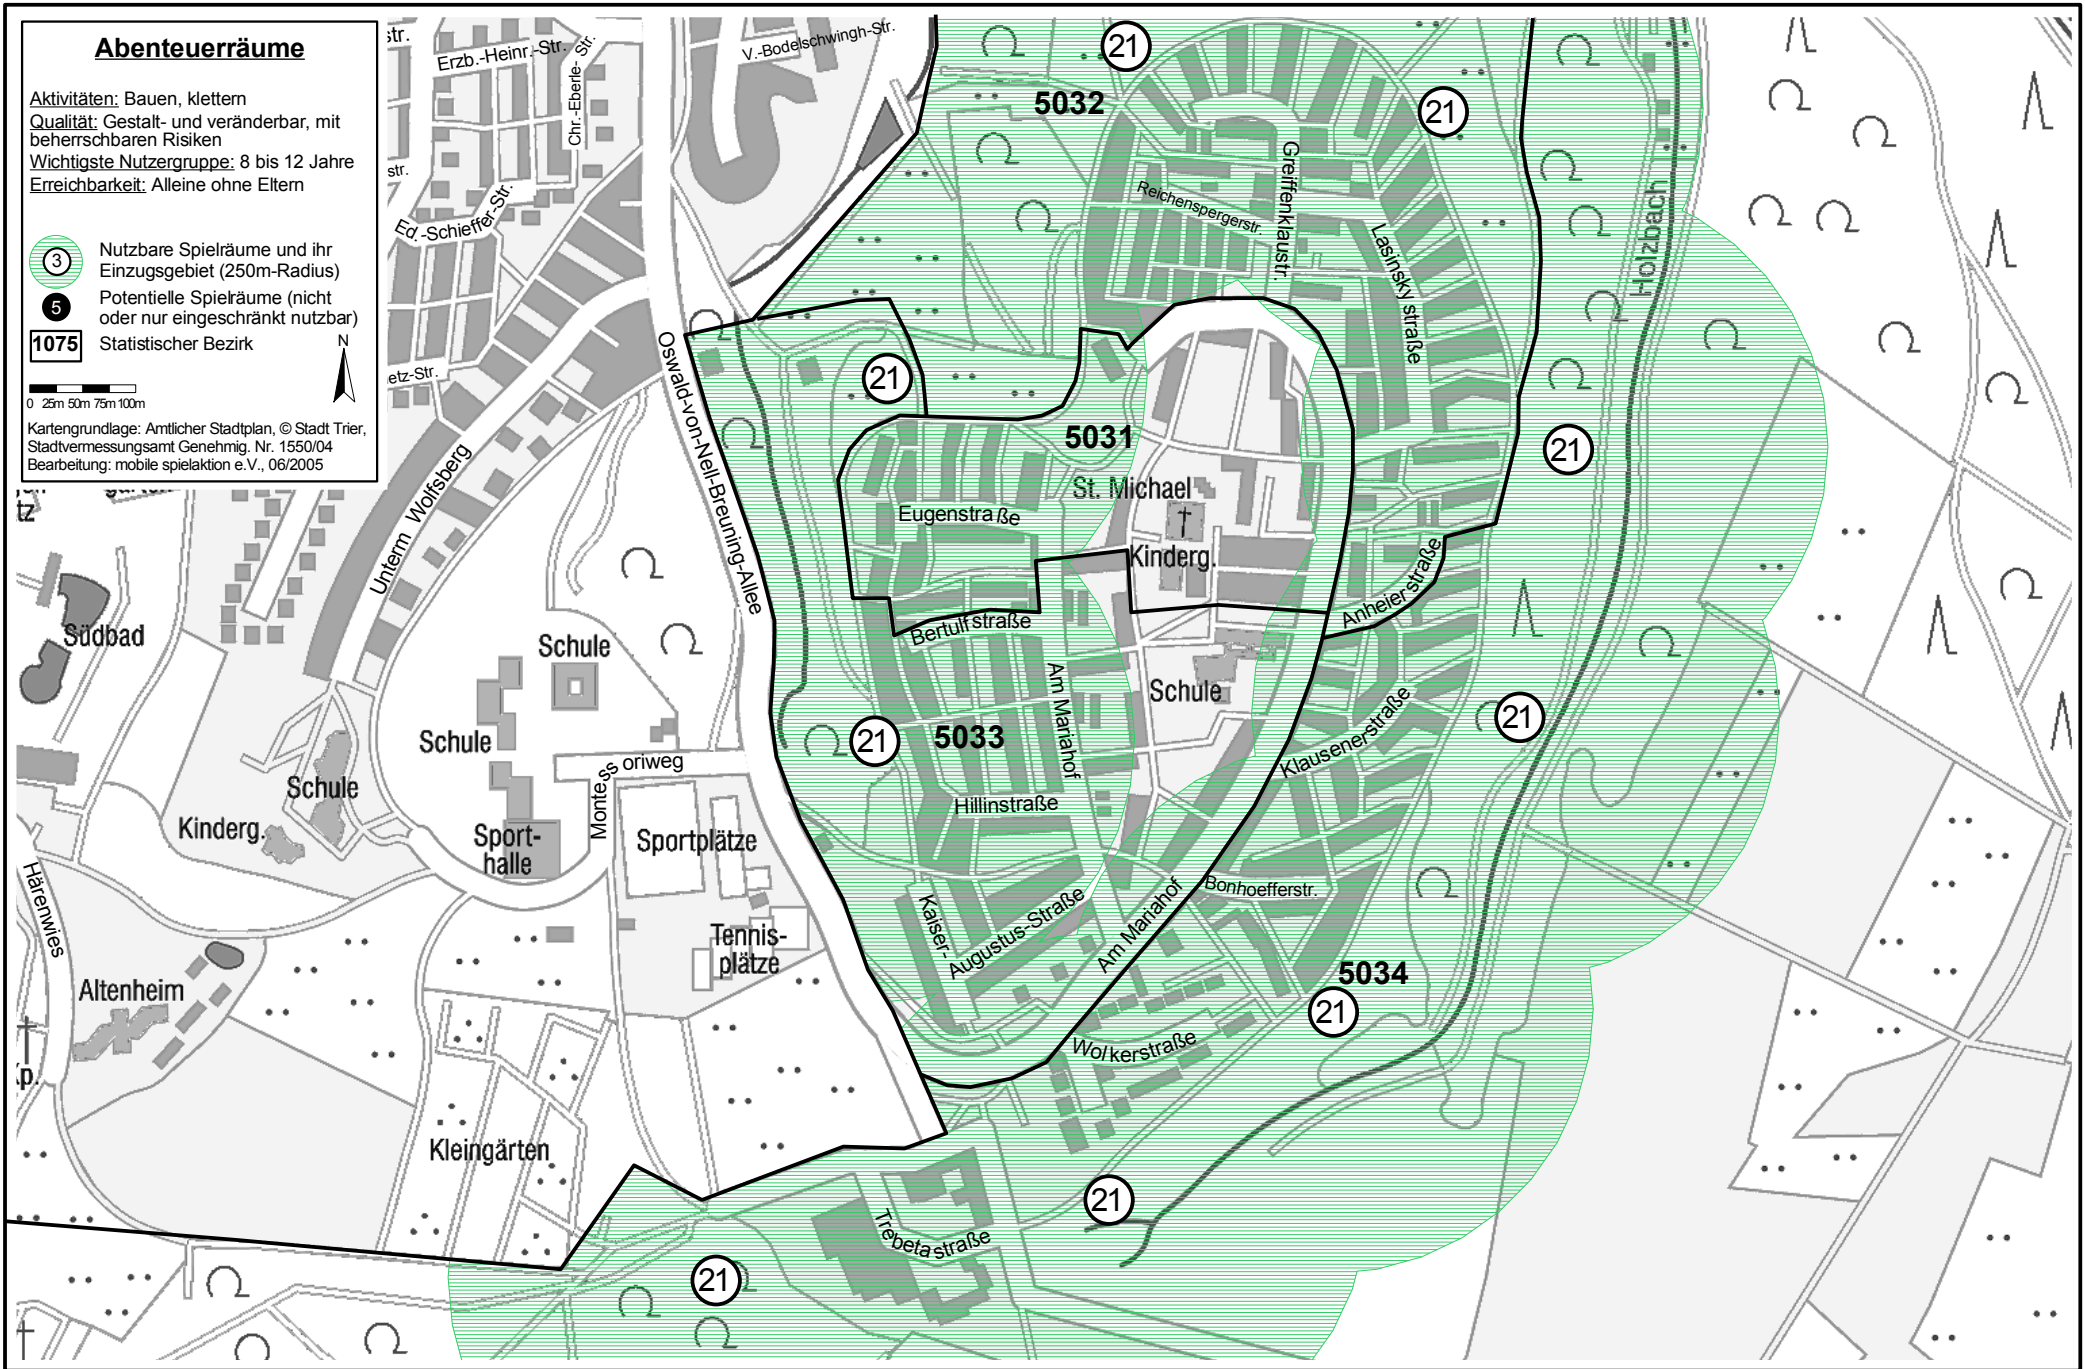 Abenteuerräume
Aktivitäten: Bauen, klettern
Qualität: Gestalt- und veränderbar, mit
beherrschbaren Risiken
Wichtigste Nutzergruppe: 8 bis 12 Jahre
Erreichbarkeit: Alleine ohne Eltern
3
Nutzbare Spielräume und ihr
Einzugsgebiet (250m-Radius)
5
Potentielle Spielräume (nicht
oder nur eingeschränkt nutzbar)
1075
Statistischer Bezirk
N
0 25m 50m 75m 100m
Kartengrundlage: Amtlicher Stadtplan, © Stadt Trier,
Stadtvermessungsamt Genehmig. Nr. 1550/04
Bearbeitung: mobile spielaktion e.V., 06/2005
str.
Erzb.-Heinr.-Str.
Chr.-Eberle-Str.
V.-Bodelschwingh-Str.
str.
Ed.-Schieffer-Str.
etz-Str.
tz
Unterm Wolfsberg
Oswald-von-Nell-Breuning-Allee
21
5032
21
Greiffenklaustr.
Reichenspergerstr.
Lasinskystraße
Holzbach
21
5031
21
St. Michael
Eugenstraße
Kinderg.
Anheierstraße
Bertulfstraße
Südbad
Schule
Am Mariahof
Schule
Schule
21
5033
21
Klausenerstraße
Montessoriweg
Schule
Hillinstraße
Kinderg.
Sport-
halle
Sportplätze
Härenwies
Bonhoefferstr.
Kaiser-
Augustus-Straße
Am Mariahof
Tennis-
plätze
5034
21
Altenheim
Wolkerstraße
Kp.
Kleingärten
21
Trebetastraße
21